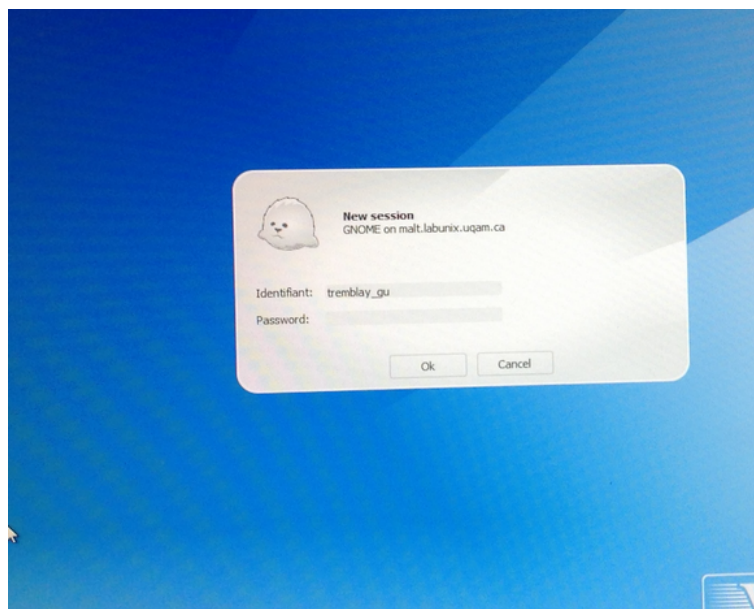 New session
GNOME on malt.labunix.uqam.ca
Identifiant: tremblay_gu
Password:
Ok Cancel